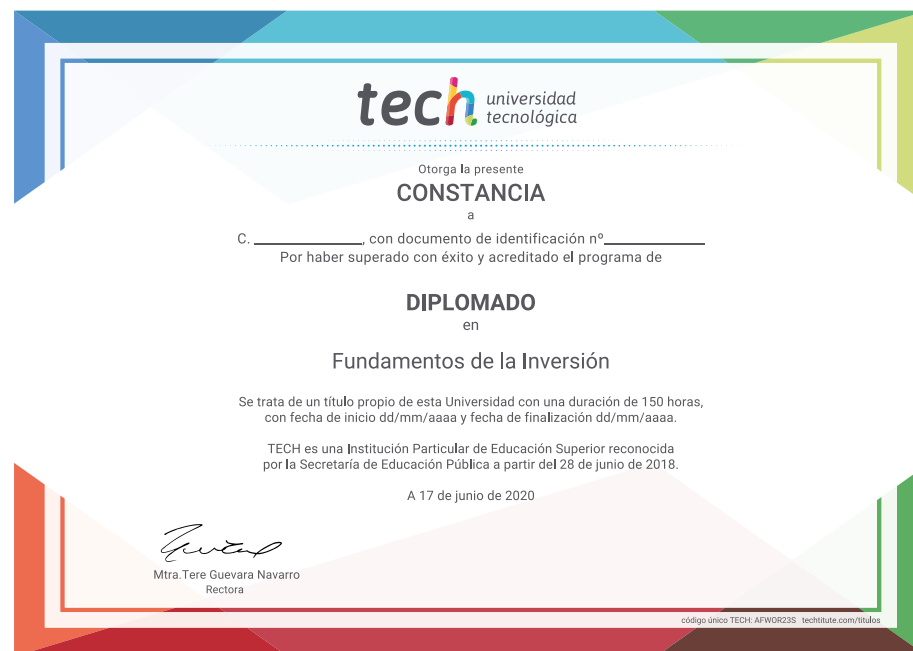 tech universidad
tecnológica
Otorga la presente
CONSTANCIA
a
C. ____________, con documento de identificación nº____________
Por haber superado con éxito y acreditado el programa de
DIPLOMADO
en
Fundamentos de la Inversión
Se trata de un título propio de esta Universidad con una duración de 150 horas,
con fecha de inicio dd/mm/aaaa y fecha de finalización dd/mm/aaaa.
TECH es una Institución Particular de Educación Superior reconocida
por la Secretaría de Educación Pública a partir del 28 de junio de 2018.
A 17 de junio de 2020
Mtra.Tere Guevara Navarro
Rectora
código único TECH: AFWOR23S techtitute.com/titulos